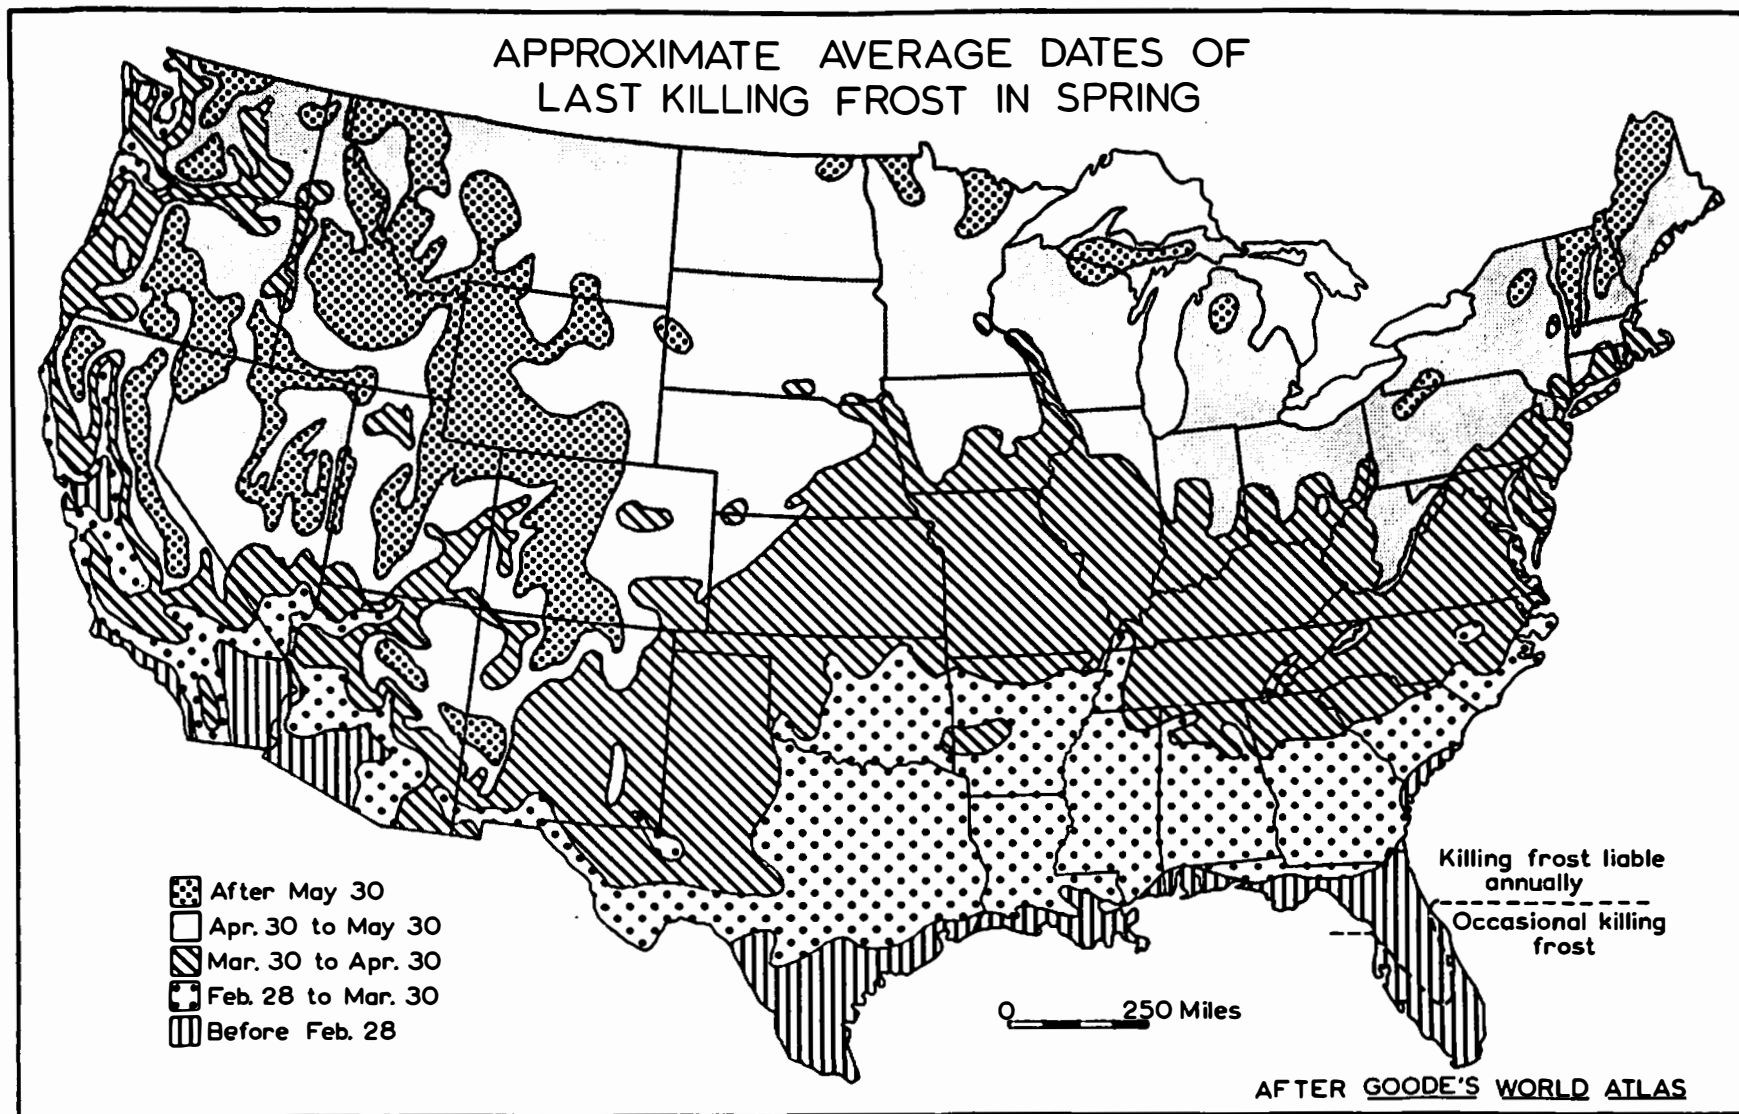 APPROXIMATE AVERAGE DATES OF
LAST KILLING FROST IN SPRING
After May 30
Apr. 30 to May 30
Mar. 30 to Apr. 30
Feb. 28 to Mar. 30
Before Feb. 28
0 250 Miles
Killing frost liable
annually
Occasional killing
frost
AFTER GOODE'S WORLD ATLAS